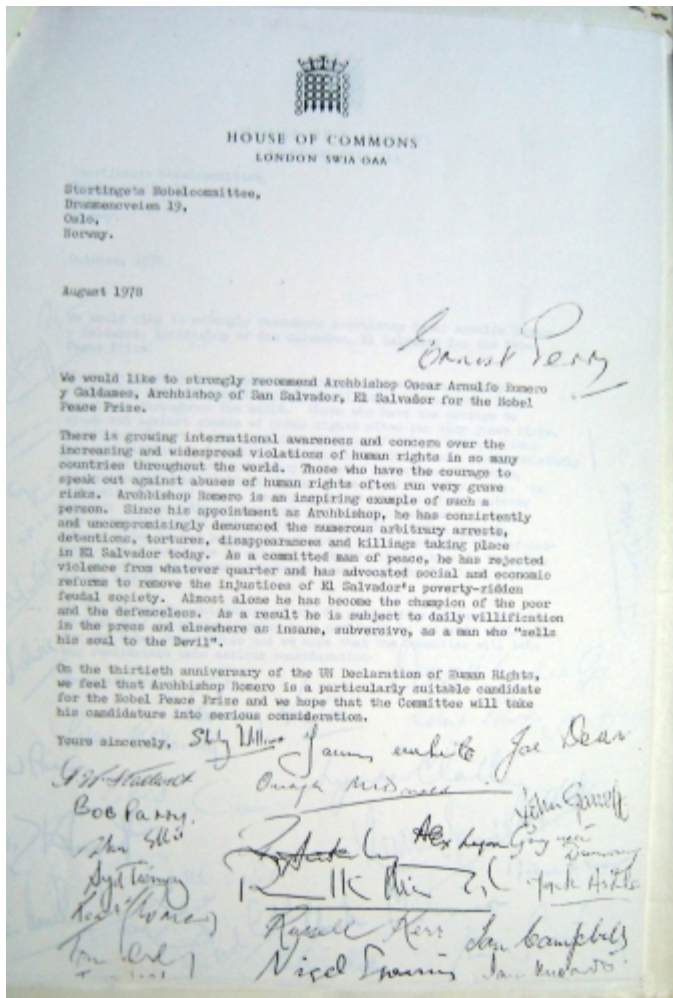 HOUSE OF COMMONS
LONDON SW1A 0AA
Stortingets Nobelcommittee,
Drammensveien 19,
Oslo,
Norway.
August 1978
Ernest Perry
We would like to strongly recommend Archbishop Oscar Arnulfo Romero
y Galdames, Archbishop of San Salvador, El Salvador for the Nobel
Peace Prize.
There is growing international awareness and concern over the
increasing and widespread violations of human rights in so many
countries throughout the world. Those who have the courage to
speak out against abuses of human rights often run very grave
risks. Archbishop Romero is an inspiring example of such a
person. Since his appointment as Archbishop, he has consistently
and uncompromisingly denounced the numerous arbitrary arrests,
detentions, tortures, disappearances and killings taking place
in El Salvador today. As a committed man of peace, he has rejected
violence from whatever quarter and has advocated social and economic
reforms to remove the injustices of El Salvador's poverty-ridden
feudal society. Almost alone he has become the champion of the poor
and the defenceless. As a result he is subject to daily villification
in the press and elsewhere as insane, subversive, as a man who "sells
his soul to the Devil".
On the thirtieth anniversary of the UN Declaration of Human Rights,
we feel that Archbishop Romero is a particularly suitable candidate
for the Nobel Peace Prize and we hope that the Committee will take
his candidature into serious consideration.
Yours sincerely,
James White Joe Dean
Oonagh McDonald
John Garrett
Bob Parry.
John Ellis
Alex Lyon
Syd Tierney
Jack Ashley
Russell Kerr
Ian Campbell
Nigel Spearing